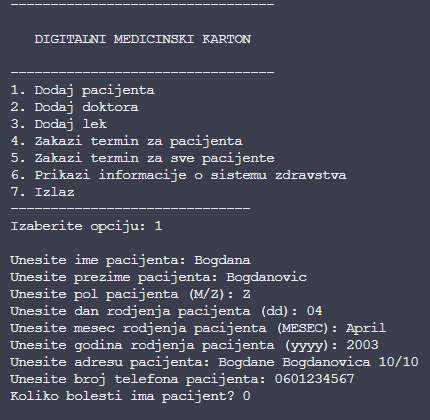 ---------------------------------
DIGITALNI MEDICINSKI KARTON
---------------------------------
1. Dodaj pacijenta
2. Dodaj doktora
3. Dodaj lek
4. Zakazi termin za pacijenta
5. Zakazi termin za sve pacijente
6. Prikazi informacije o sistemu zdravstva
7. Izlaz
------------------------------
Izaberite opciju: 1
Unesite ime pacijenta: Bogdana
Unesite prezime pacijenta: Bogdanovic
Unesite pol pacijenta (M/Z): Z
Unesite dan rodjenja pacijenta (dd): 04
Unesite mesec rodjenja pacijenta (MESEC): April
Unesite godina rodjenja pacijenta (yyyy): 2003
Unesite adresu pacijenta: Bogdane Bogdanovica 10/10
Unesite broj telefona pacijenta: 0601234567
Koliko bolesti ima pacijent? 0